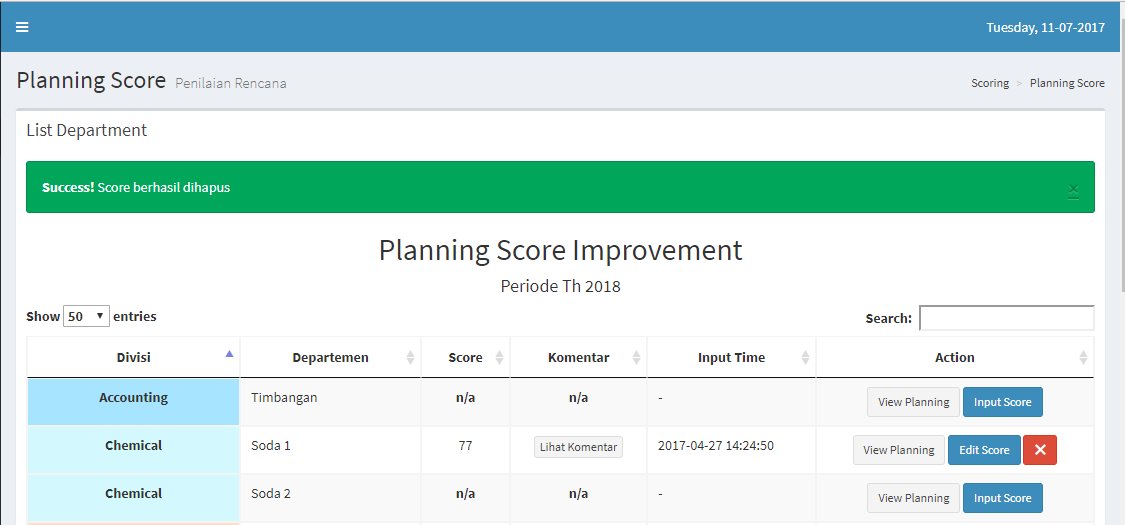 Tuesday, 11-07-2017
Planning Score Penilaian Rencana
Scoring > Planning Score
List Department
Success! Score berhasil dihapus ×
Planning Score Improvement
Periode Th 2018
Show 50 entries
Search:
Divisi Departemen Score Komentar Input Time Action
Accounting Timbangan n/a n/a - View Planning Input Score
Chemical Soda 1 77 Lihat Komentar 2017-04-27 14:24:50 View Planning Edit Score ×
Chemical Soda 2 n/a n/a - View Planning Input Score